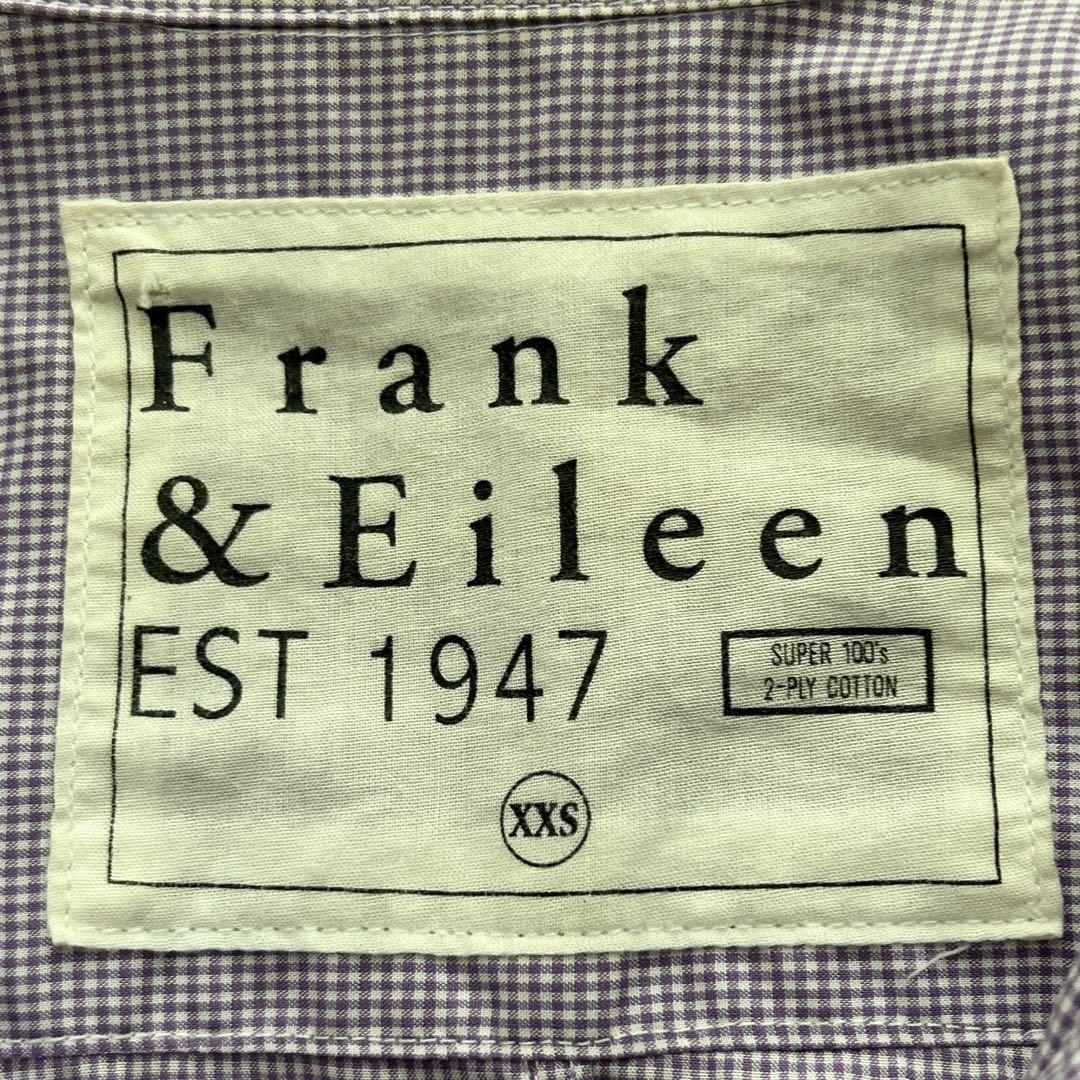 Frank
& Eileen
EST 1947
SUPER 100's
2-PLY COTTON
XXS